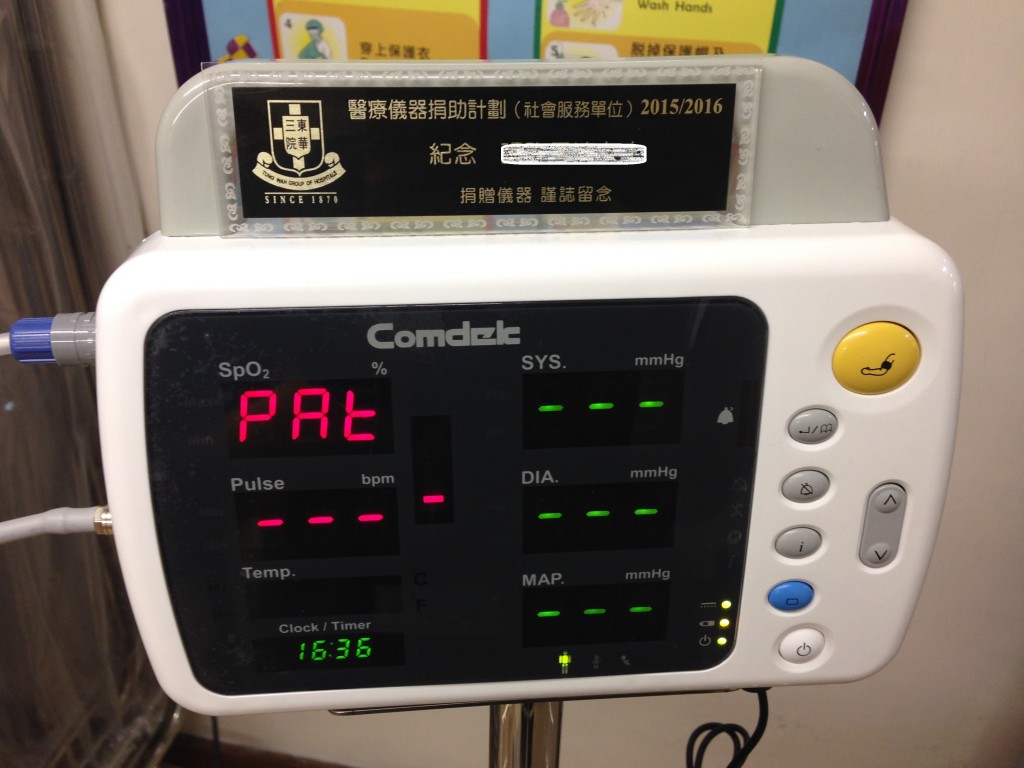 4
穿上保護衣
Wash Hands
5
脫掉保護帽及
三東
院華
TUNG WAH GROUP OF HOSPITALS
SINCE 1870
醫療儀器捐助計劃（社會服務單位）2015/2016
紀念
捐贈儀器 謹誌留念
Comdek
SpO₂ %
PAt
Pulse bpm
- - -
-
Temp.
C
F
Clock / Timer
16:36
SYS. mmHg
- - -
DIA. mmHg
- - -
MAP. mmHg
- - -
i